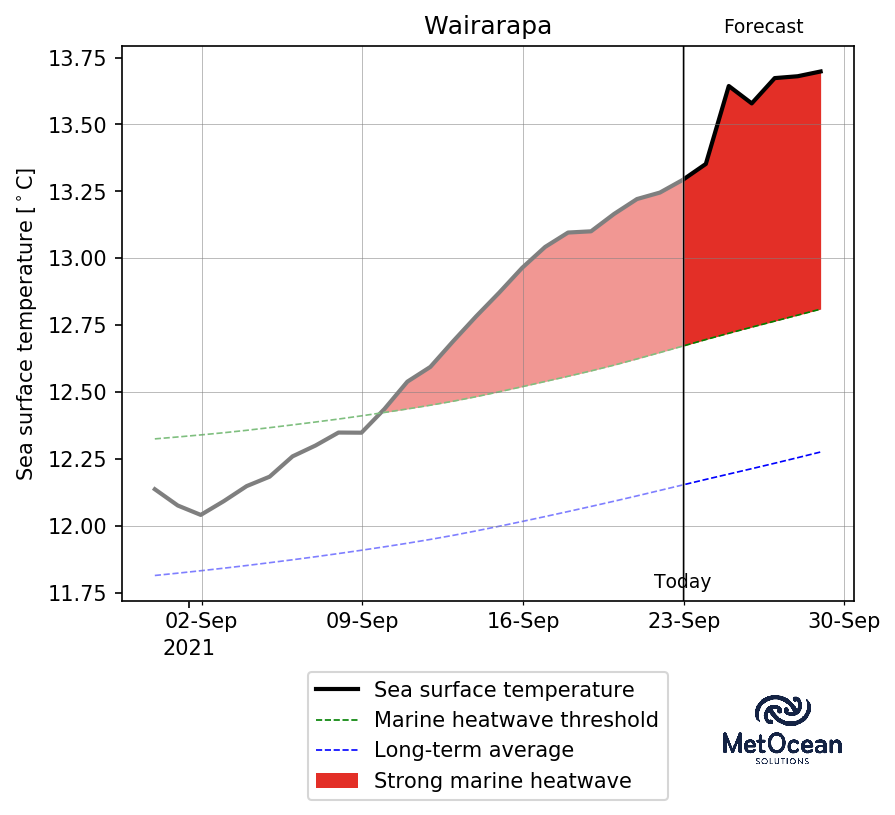 Wairarapa
Forecast
Sea surface temperature [°C]
13.75
13.50
13.25
13.00
12.75
12.50
12.25
12.00
11.75
Today
02-Sep
09-Sep
16-Sep
23-Sep
30-Sep
2021
Sea surface temperature
Marine heatwave threshold
Long-term average
Strong marine heatwave
MetOcean
SOLUTIONS